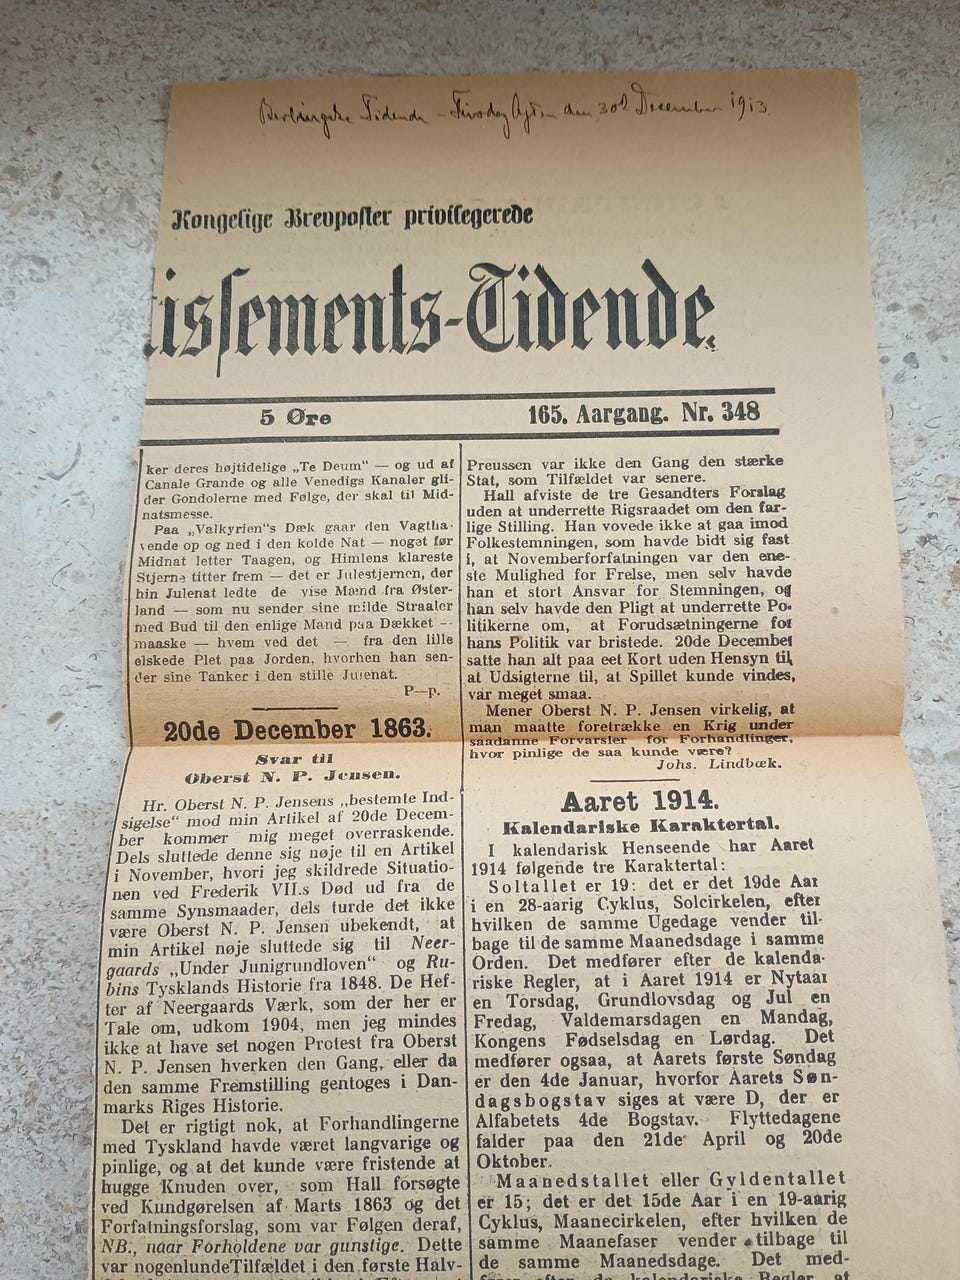 Berlingske Tidende - Tirsdag Aften den 30' December 1913.
Kongelige Brevposter privilegerede
tissements-Tidende.
5 Øre
165. Aargang. Nr. 348
ker deres højtidelige „Te Deum“ — og ud af
Canale Grande og alle Venedigs Kanaler gli-
der Gondolerne med Følge, der skal til Mid-
natsmesse.
Paa „Valkyrien“s Dæk gaar den Vagtha-
vende op og ned i den kolde Nat — noget før
Midnat letter Taagen, og Himlens klareste
Stjerne titter frem — det er Julestjernen, der
hin Julenat ledte de vise Mænd fra Øster-
land — som nu sender sine milde Straaler
med Bud til den enlige Mand paa Dækket —
maaske — hvem ved det — fra den lille
elskede Plet paa Jorden, hvorhen han sen-
der sine Tanker i den stille Julenat.
P—p.
20de December 1863.
Svar til
Oberst N. P. Jensen.
Hr. Oberst N. P. Jensens „bestemte Ind-
sigelse“ mod min Artikel af 20de Decem-
ber kommer mig meget overraskende.
Dels sluttede denne sig nøje til en Artikel
i November, hvori jeg skildrede Situatio-
nen ved Frederik VII.s Død ud fra de
samme Synsmaader, dels turde det ikke
være Oberst N. P. Jensen ubekendt, at
min Artikel nøje sluttede sig til Neer-
gaards „Under Junigrundloven“ og Ru-
bins Tysklands Historie fra 1848. De Hef-
ter af Neergaards Værk, som der her er
Tale om, udkom 1904, men jeg mindes
ikke at have set nogen Protest fra Oberst
N. P. Jensen hverken den Gang, eller da
den samme Fremstilling gentoges i Dan-
marks Riges Historie.
Det er rigtigt nok, at Forhandlingerne
med Tyskland havde været langvarige og
pinlige, og at det kunde være fristende at
hugge Knuden over, som Hall forsøgte
ved Kundgørelsen af Marts 1863 og det
Forfatningsforslag, som var Følgen deraf,
NB., naar Forholdene var gunstige. Dette
var nogenlunde Tilfældet i den første Halv-
Preussen var ikke den Gang den stærke
Stat, som Tilfældet var senere.
Hall afviste de tre Gesandters Forslag
uden at underrette Rigsraadet om den far-
lige Stilling. Han vovede ikke at gaa imod
Folkestemningen, som havde bidt sig fast
i, at Novemberforfatningen var den ene-
ste Mulighed for Frelse, men selv havde
han et stort Ansvar for Stemningen, og
han selv havde den Pligt at underrette Po-
litikerne om, at Forudsætningerne for
hans Politik var bristede. 20de December
satte han alt paa eet Kort uden Hensyn til,
at Udsigterne til, at Spillet kunde vindes,
var meget smaa.
Mener Oberst N. P. Jensen virkelig, at
man maatte foretrække en Krig under
saadanne Forvarsler for Forhandlinger,
hvor pinlige de saa kunde være?
Johs. Lindbæk.
Aaret 1914.
Kalendariske Karaktertal.
I kalendarisk Henseende har Aaret
1914 følgende tre Karaktertal:
Soltallet er 19: det er det 19de Aar
i en 28-aarig Cyklus, Solcirkelen, efter
hvilken de samme Ugedage vender til-
bage til de samme Maanedsdage i samme
Orden. Det medfører efter de kalenda-
riske Regler, at i Aaret 1914 er Nytaar
en Torsdag, Grundlovsdag og Jul en
Fredag, Valdemarsdagen en Mandag,
Kongens Fødselsdag en Lørdag. Det
medfører ogsaa, at Aarets første Søndag
er den 4de Januar, hvorfor Aarets Søn-
dagsbogstav siges at være D, der er
Alfabetets 4de Bogstav. Flyttedagene
falder paa den 21de April og 20de
Oktober.
Maanedstallet eller Gyldentallet
er 15; det er det 15de Aar i en 19-aarig
Cyklus, Maanecirkelen, efter hvilken de
samme Maanefaser vender tilbage til
de samme Maanedsdage. Det med-
fører efter de kalendariske Regler at